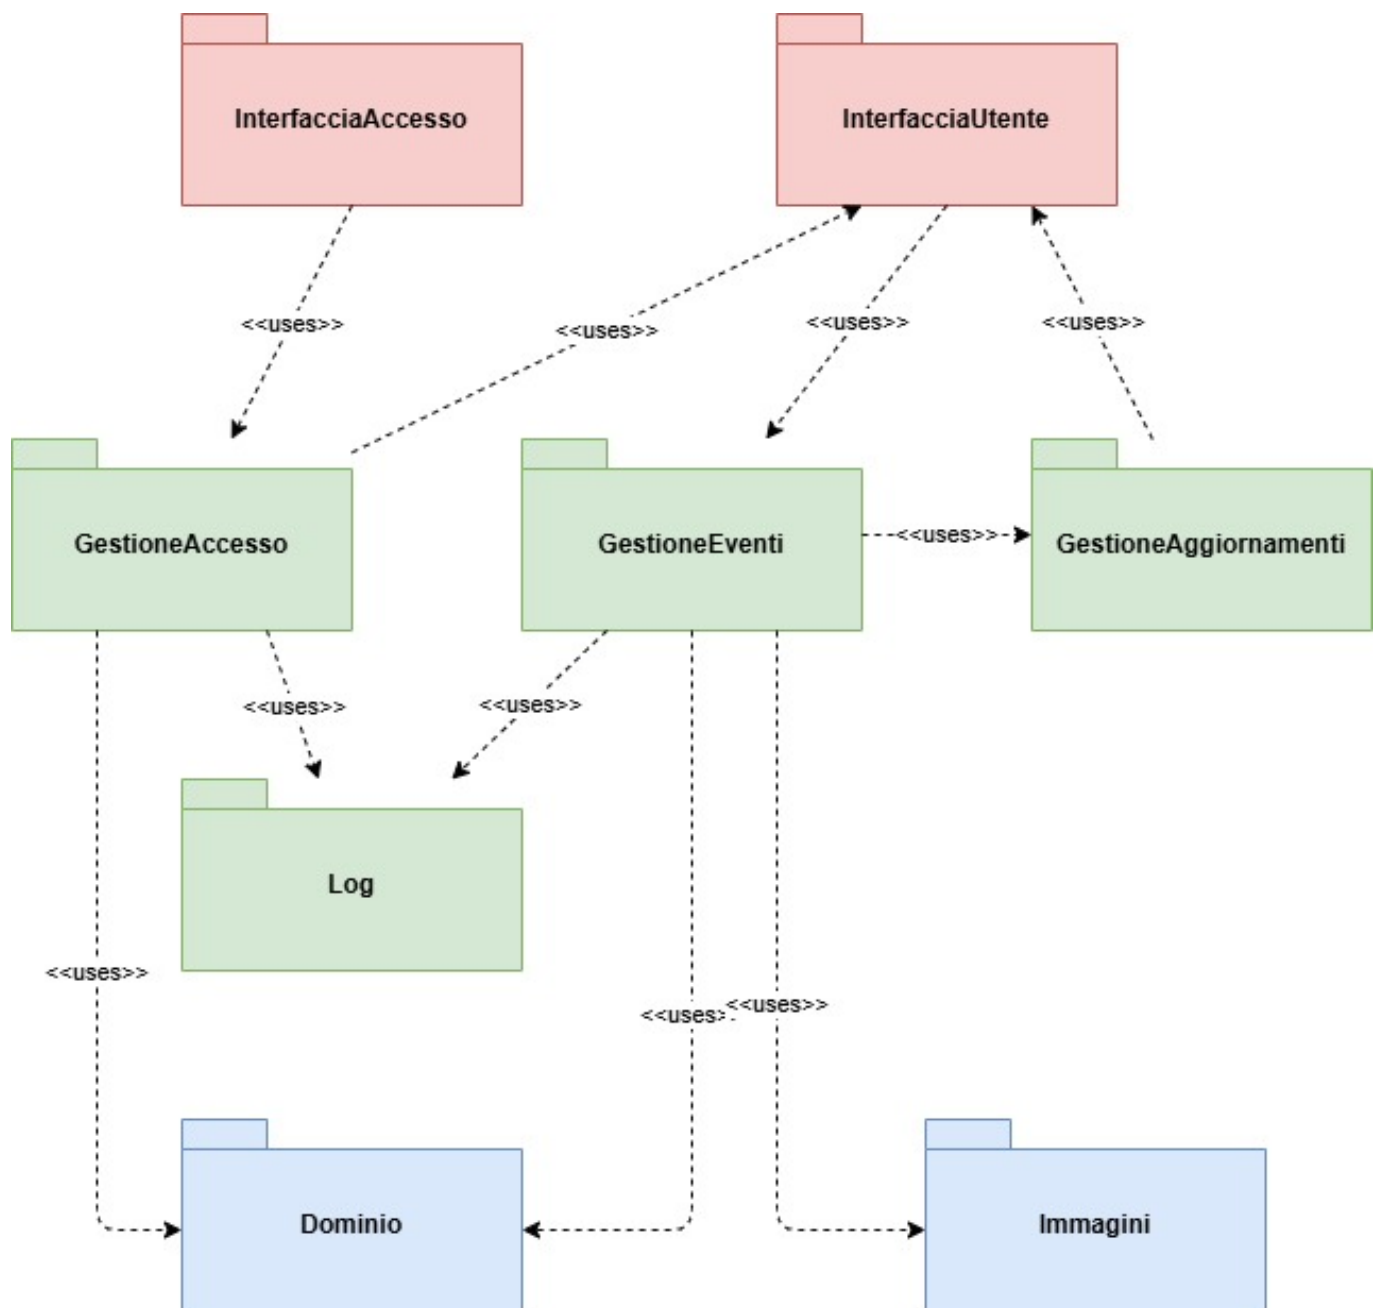 InterfacciaAccesso
InterfacciaUtente
<<uses>>
<<uses>>
<<uses>>
<<uses>>
GestioneAccesso
GestioneEventi
<<uses>>
GestioneAggiornamenti
<<uses>>
<<uses>>
Log
<<uses>>
<<uses>
<<uses>>
Dominio
Immagini